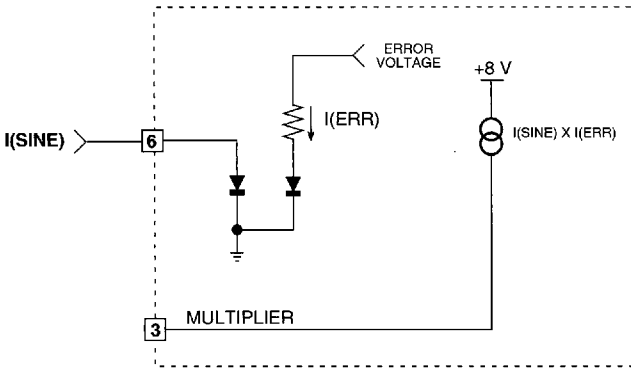 ERROR
VOLTAGE
+8 V
I(SINE)
6
I(ERR)
I(SINE) X I(ERR)
3
MULTIPLIER